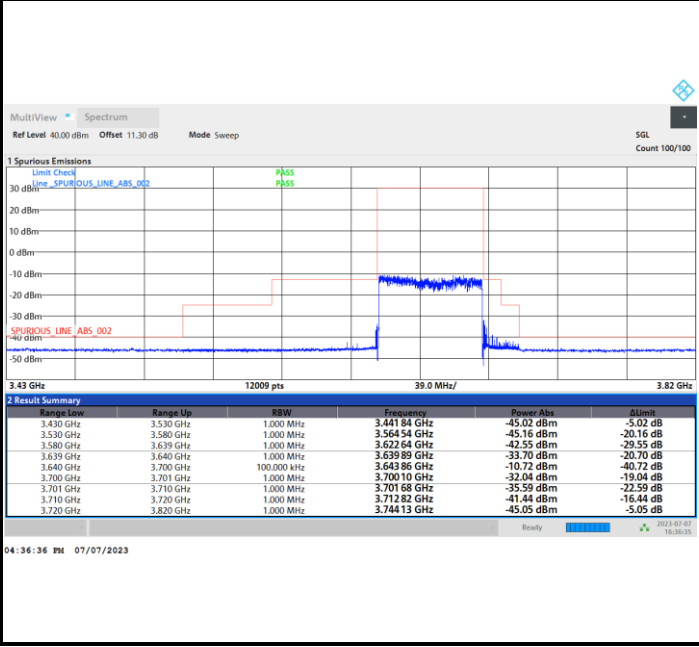 MultiView Spectrum
Ref Level 40.00 dBm Offset 11.30 dB Mode Sweep SGL
Count 100/100
1 Spurious Emissions
Limit Check PASS
Line _SPURIOUS_LINE_ABS_002 PASS
30 dBm
20 dBm
10 dBm
0 dBm
-10 dBm
-20 dBm
-30 dBm
SPURIOUS_LINE_ABS_002
-40 dBm
-50 dBm
3.43 GHz 12009 pts 39.0 MHz/ 3.82 GHz
2 Result Summary
Range Low Range Up RBW Frequency Power Abs ΔLimit
3.430 GHz 3.530 GHz 1.000 MHz 3.441 84 GHz -45.02 dBm -5.02 dB
3.530 GHz 3.580 GHz 1.000 MHz 3.564 54 GHz -45.16 dBm -20.16 dB
3.580 GHz 3.639 GHz 1.000 MHz 3.622 64 GHz -42.55 dBm -29.55 dB
3.639 GHz 3.640 GHz 1.000 MHz 3.639 89 GHz -33.70 dBm -20.70 dB
3.640 GHz 3.700 GHz 100.000 kHz 3.643 86 GHz -10.72 dBm -40.72 dB
3.700 GHz 3.701 GHz 1.000 MHz 3.700 10 GHz -32.04 dBm -19.04 dB
3.701 GHz 3.710 GHz 1.000 MHz 3.701 68 GHz -35.59 dBm -22.59 dB
3.710 GHz 3.720 GHz 1.000 MHz 3.712 82 GHz -41.44 dBm -16.44 dB
3.720 GHz 3.820 GHz 1.000 MHz 3.744 13 GHz -45.05 dBm -5.05 dB
Ready 2023-07-07
16:36:35
04:36:36 PM 07/07/2023